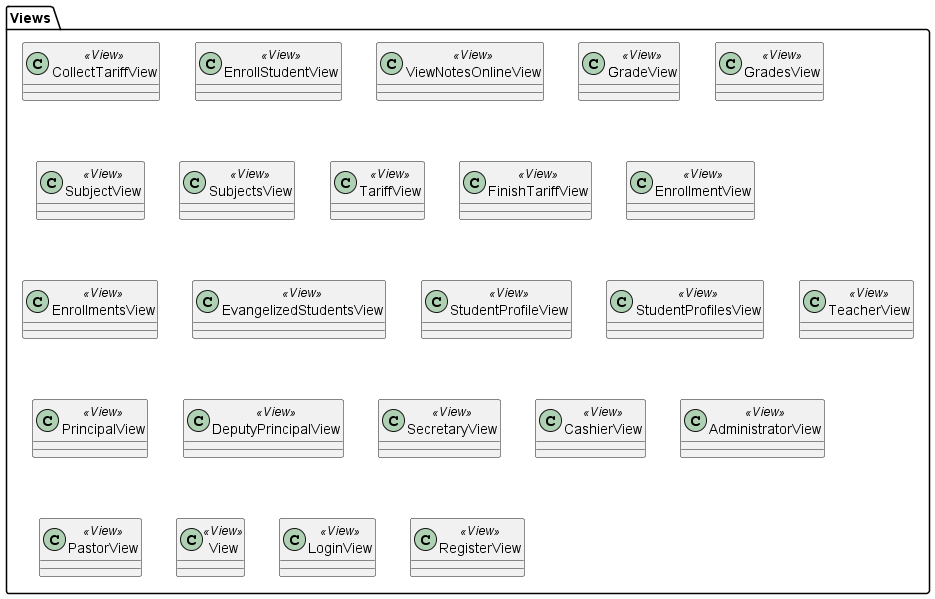 Views
«View»
C CollectTariffView
«View»
C EnrollStudentView
«View»
C ViewNotesOnlineView
«View»
C GradeView
«View»
C GradesView
«View»
C SubjectView
«View»
C SubjectsView
«View»
C TariffView
«View»
C FinishTariffView
«View»
C EnrollmentView
«View»
C EnrollmentsView
«View»
C EvangelizedStudentsView
«View»
C StudentProfileView
«View»
C StudentProfilesView
«View»
C TeacherView
«View»
C PrincipalView
«View»
C DeputyPrincipalView
«View»
C SecretaryView
«View»
C CashierView
«View»
C AdministratorView
«View»
C PastorView
«View»
C View
«View»
C LoginView
«View»
C RegisterView